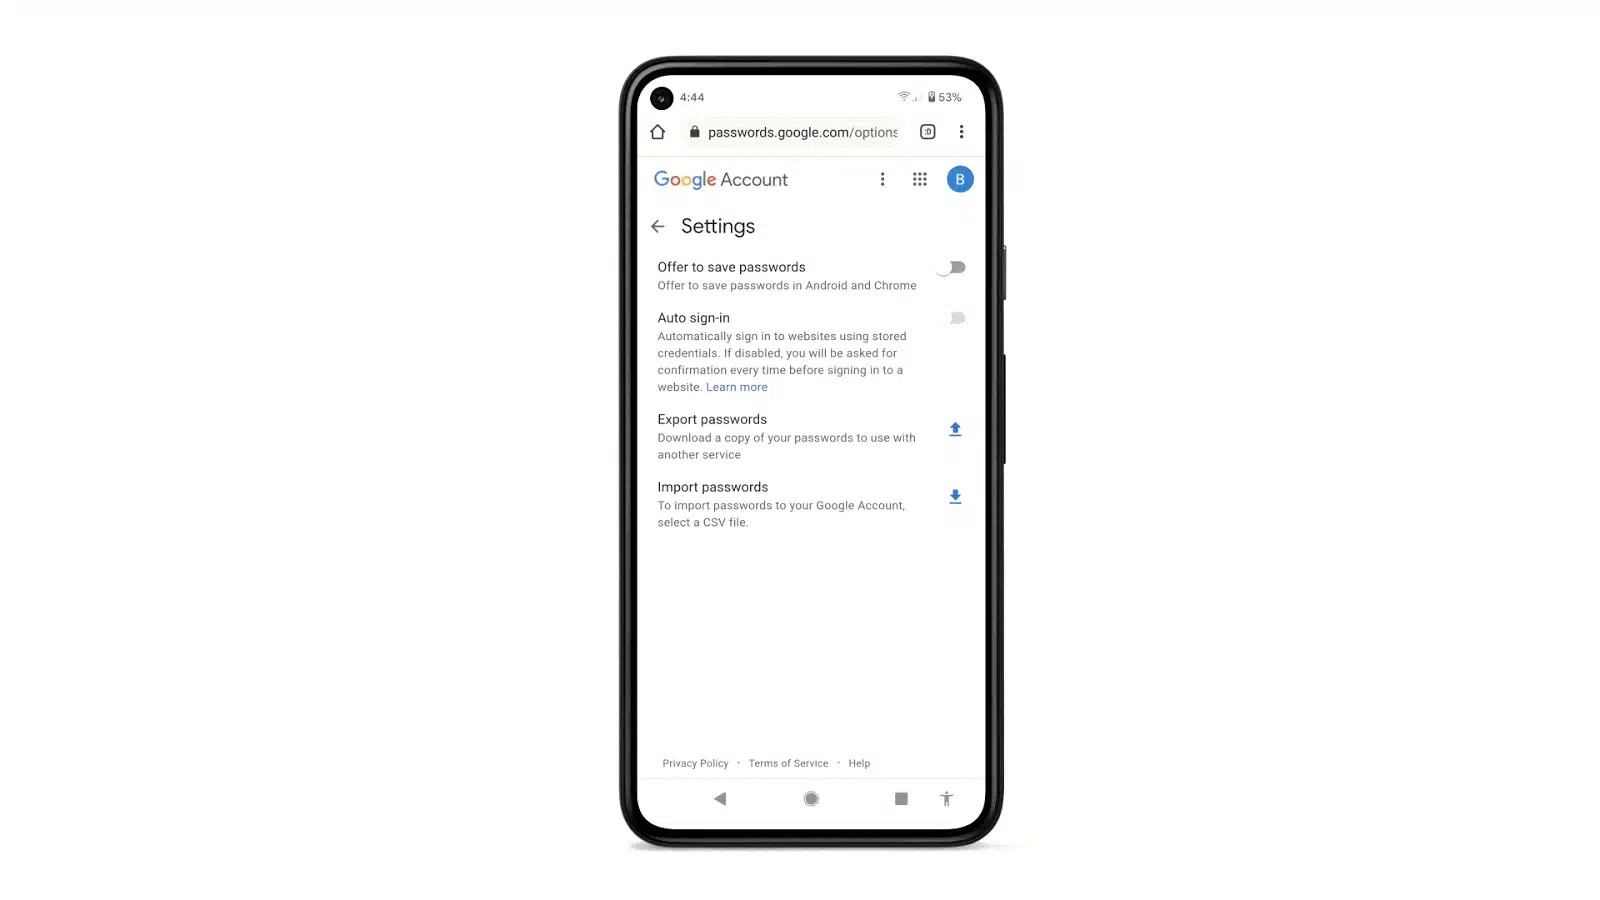 4:44
53%
passwords.google.com/options
:D
Google Account
B
Settings
Offer to save passwords
Offer to save passwords in Android and Chrome
Auto sign-in
Automatically sign in to websites using stored
credentials. If disabled, you will be asked for
confirmation every time before signing in to a
website. Learn more
Export passwords
Download a copy of your passwords to use with
another service
Import passwords
To import passwords to your Google Account,
select a CSV file.
Privacy Policy · Terms of Service · Help